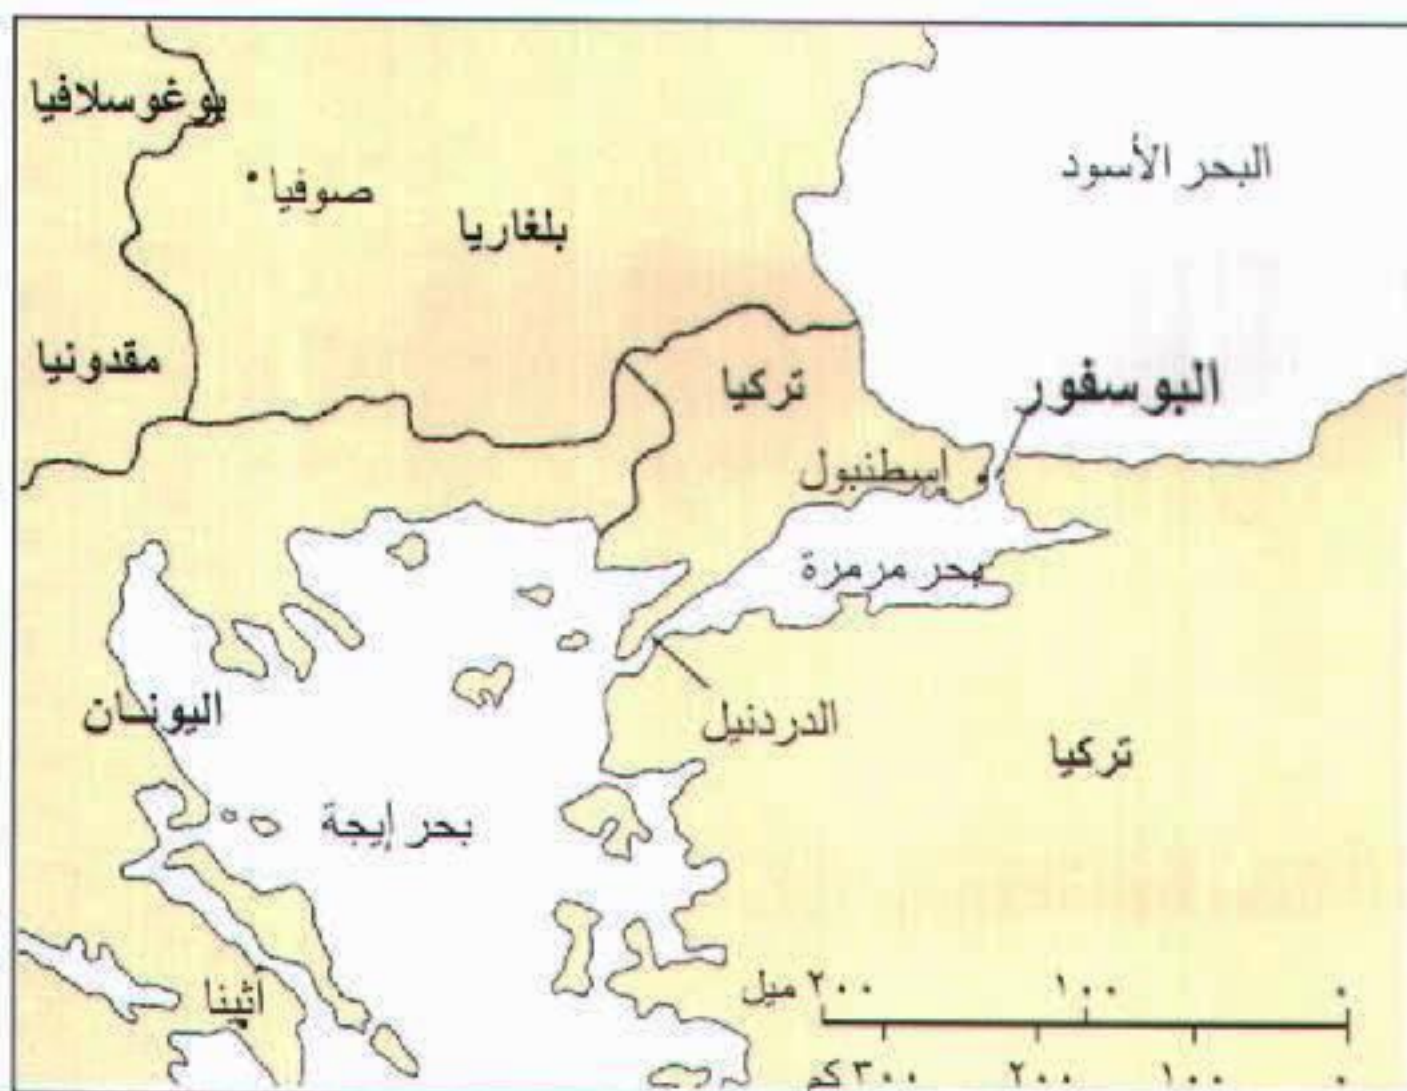 يوغوسلافيا
البحر الأسود
صوفيا
بلغاريا
مقدونيا
تركيا
البوسفور
إسطنبول
بحر مرمرة
اليونان
الدردنيل
تركيا
بحر إيجة
أثينا
٢٠٠ ميل ١٠٠ ٠
٣٠٠ كم ٢٠٠ ١٠٠ ٠